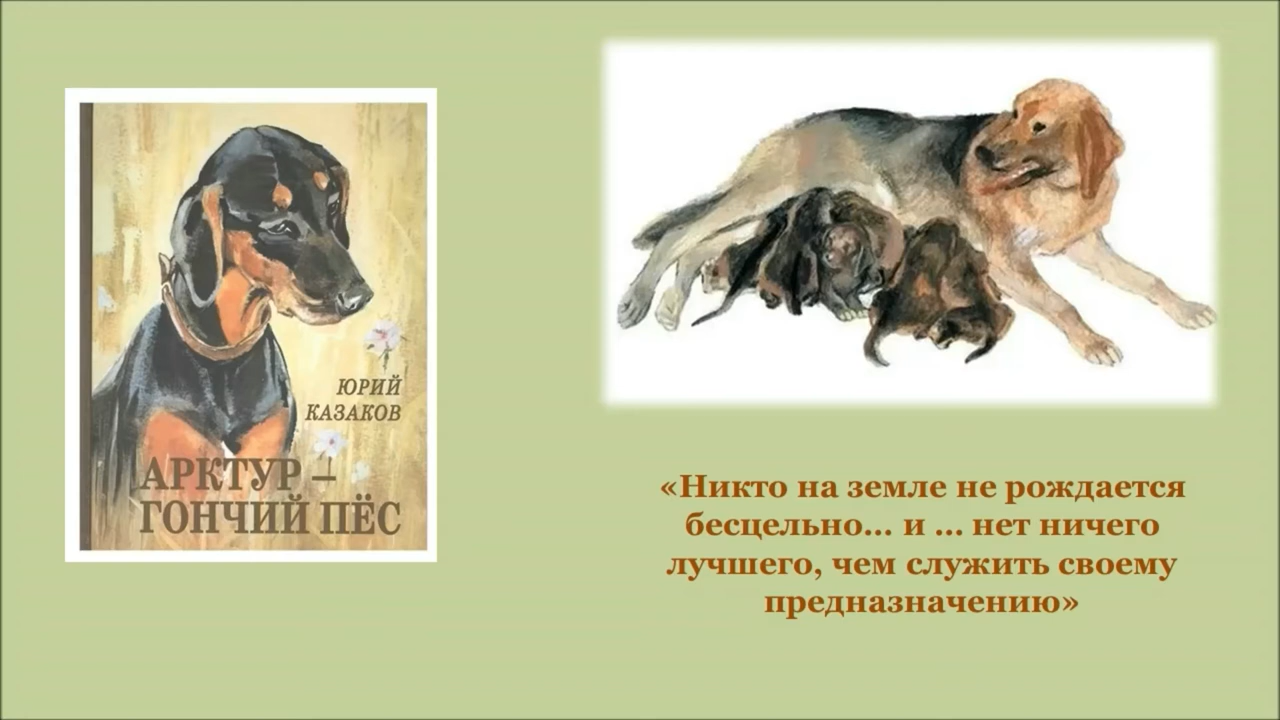 ЮРИЙ
КАЗАКОВ
АРКТУР –
ГОНЧИЙ ПЁС
«Никто на земле не рождается
бесцельно... и ... нет ничего
лучшего, чем служить своему
предназначению»